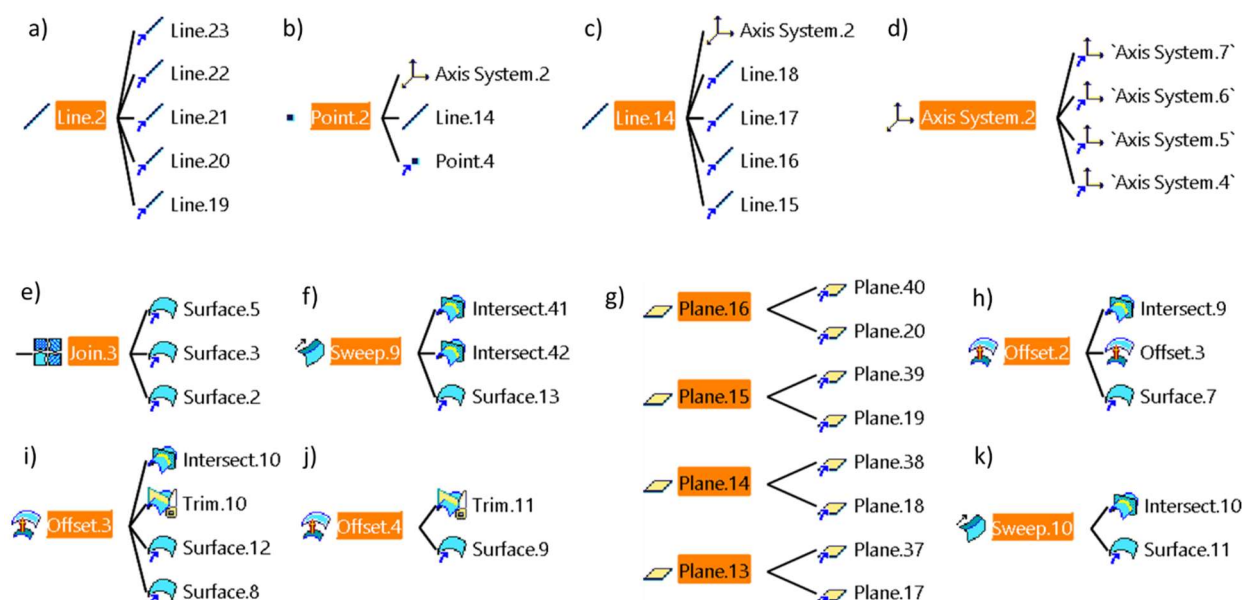 a)
Line.2
Line.23
Line.22
Line.21
Line.20
Line.19
b)
Point.2
Axis System.2
Line.14
Point.4
c)
Line.14
Axis System.2
Line.18
Line.17
Line.16
Line.15
d)
Axis System.2
`Axis System.7`
`Axis System.6`
`Axis System.5`
`Axis System.4`
e)
Join.3
Surface.5
Surface.3
Surface.2
f)
Sweep.9
Intersect.41
Intersect.42
Surface.13
g)
Plane.16
Plane.40
Plane.20
Plane.15
Plane.39
Plane.19
Plane.14
Plane.38
Plane.18
Plane.13
Plane.37
Plane.17
h)
Offset.2
Intersect.9
Offset.3
Surface.7
i)
Offset.3
Intersect.10
Trim.10
Surface.12
Surface.8
j)
Offset.4
Trim.11
Surface.9
k)
Sweep.10
Intersect.10
Surface.11